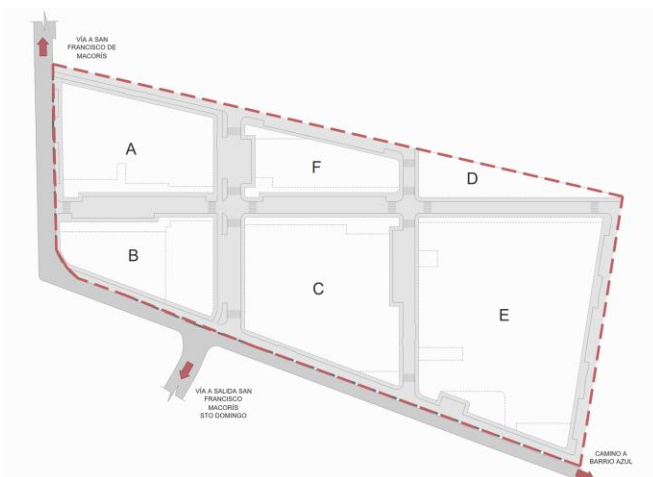 VÍA A SAN
FRANCISCO DE
MACORÍS
A
F
D
B
C
E
VÍA A SALIDA SAN
FRANCISCO
MACORÍS
STO DOMINGO
CAMINO A
BARRIO AZUL